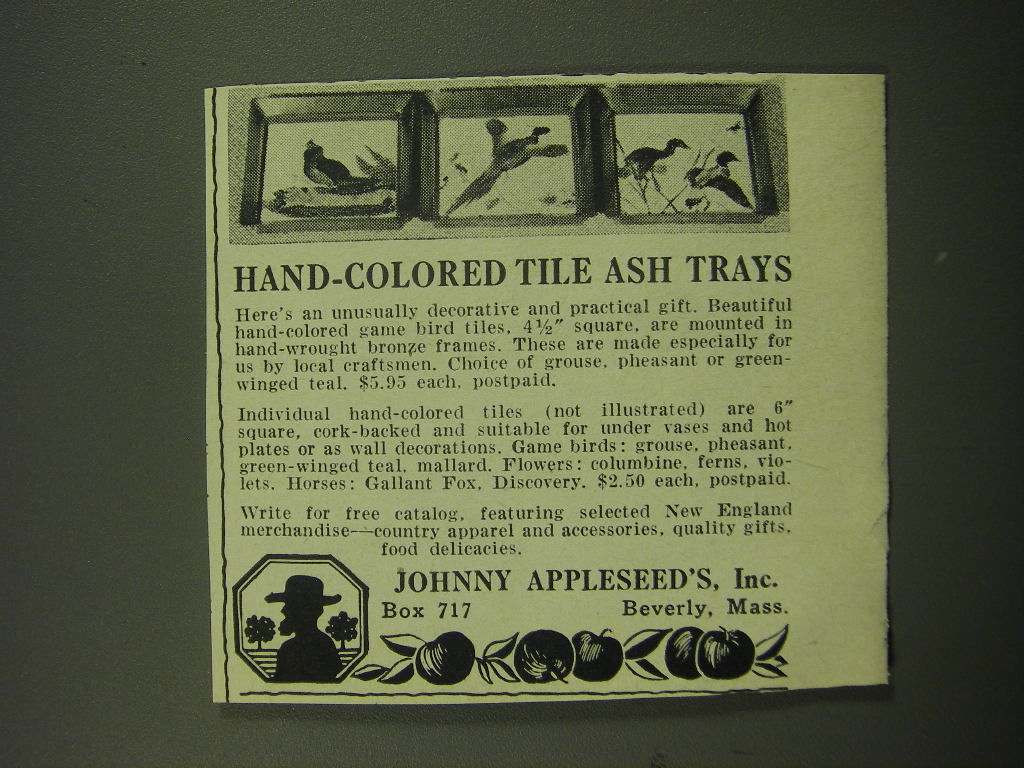 HAND-COLORED TILE ASH TRAYS
Here's an unusually decorative and practical gift. Beautiful
hand-colored game bird tiles, 4½" square, are mounted in
hand-wrought bronze frames. These are made especially for
us by local craftsmen. Choice of grouse, pheasant or green-
winged teal. $5.95 each, postpaid.
Individual hand-colored tiles (not illustrated) are 6"
square, cork-backed and suitable for under vases and hot
plates or as wall decorations. Game birds: grouse, pheasant,
green-winged teal, mallard. Flowers: columbine, ferns, vio-
lets. Horses: Gallant Fox, Discovery. $2.50 each, postpaid.
Write for free catalog, featuring selected New England
merchandise—country apparel and accessories, quality gifts,
food delicacies.
JOHNNY APPLESEED'S, Inc.
Box 717 Beverly, Mass.